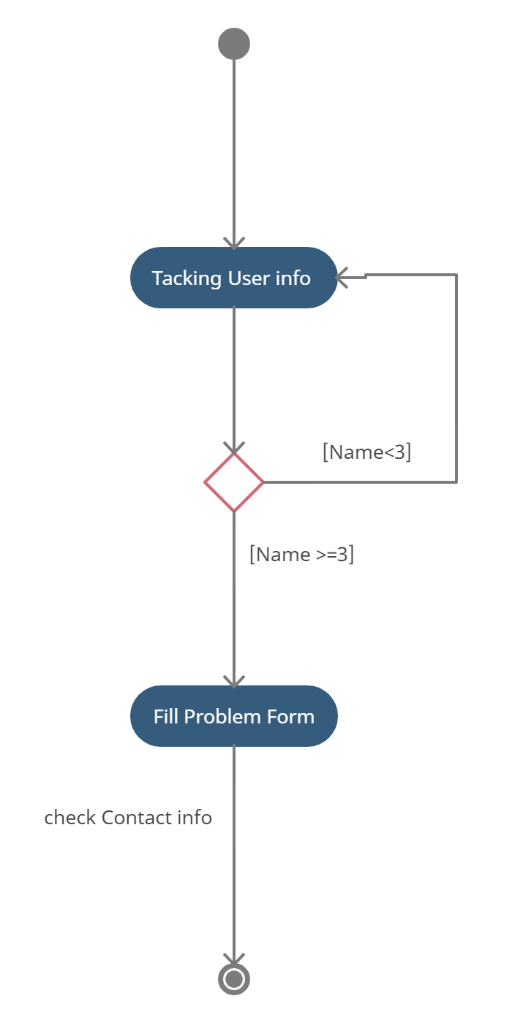 Tacking User info
[Name<3]
[Name >=3]
Fill Problem Form
check Contact info